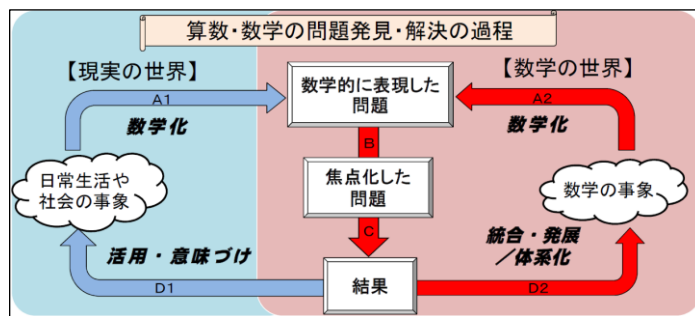 算数・数学の問題発見・解決の過程
【現実の世界】
【数学の世界】
数学的に表現した
問題
A1
A2
数学化
数学化
B
日常生活や
社会の事象
焦点化した
問題
数学の事象
C
活用・意味づけ
統合・発展
／体系化
結果
D1
D2